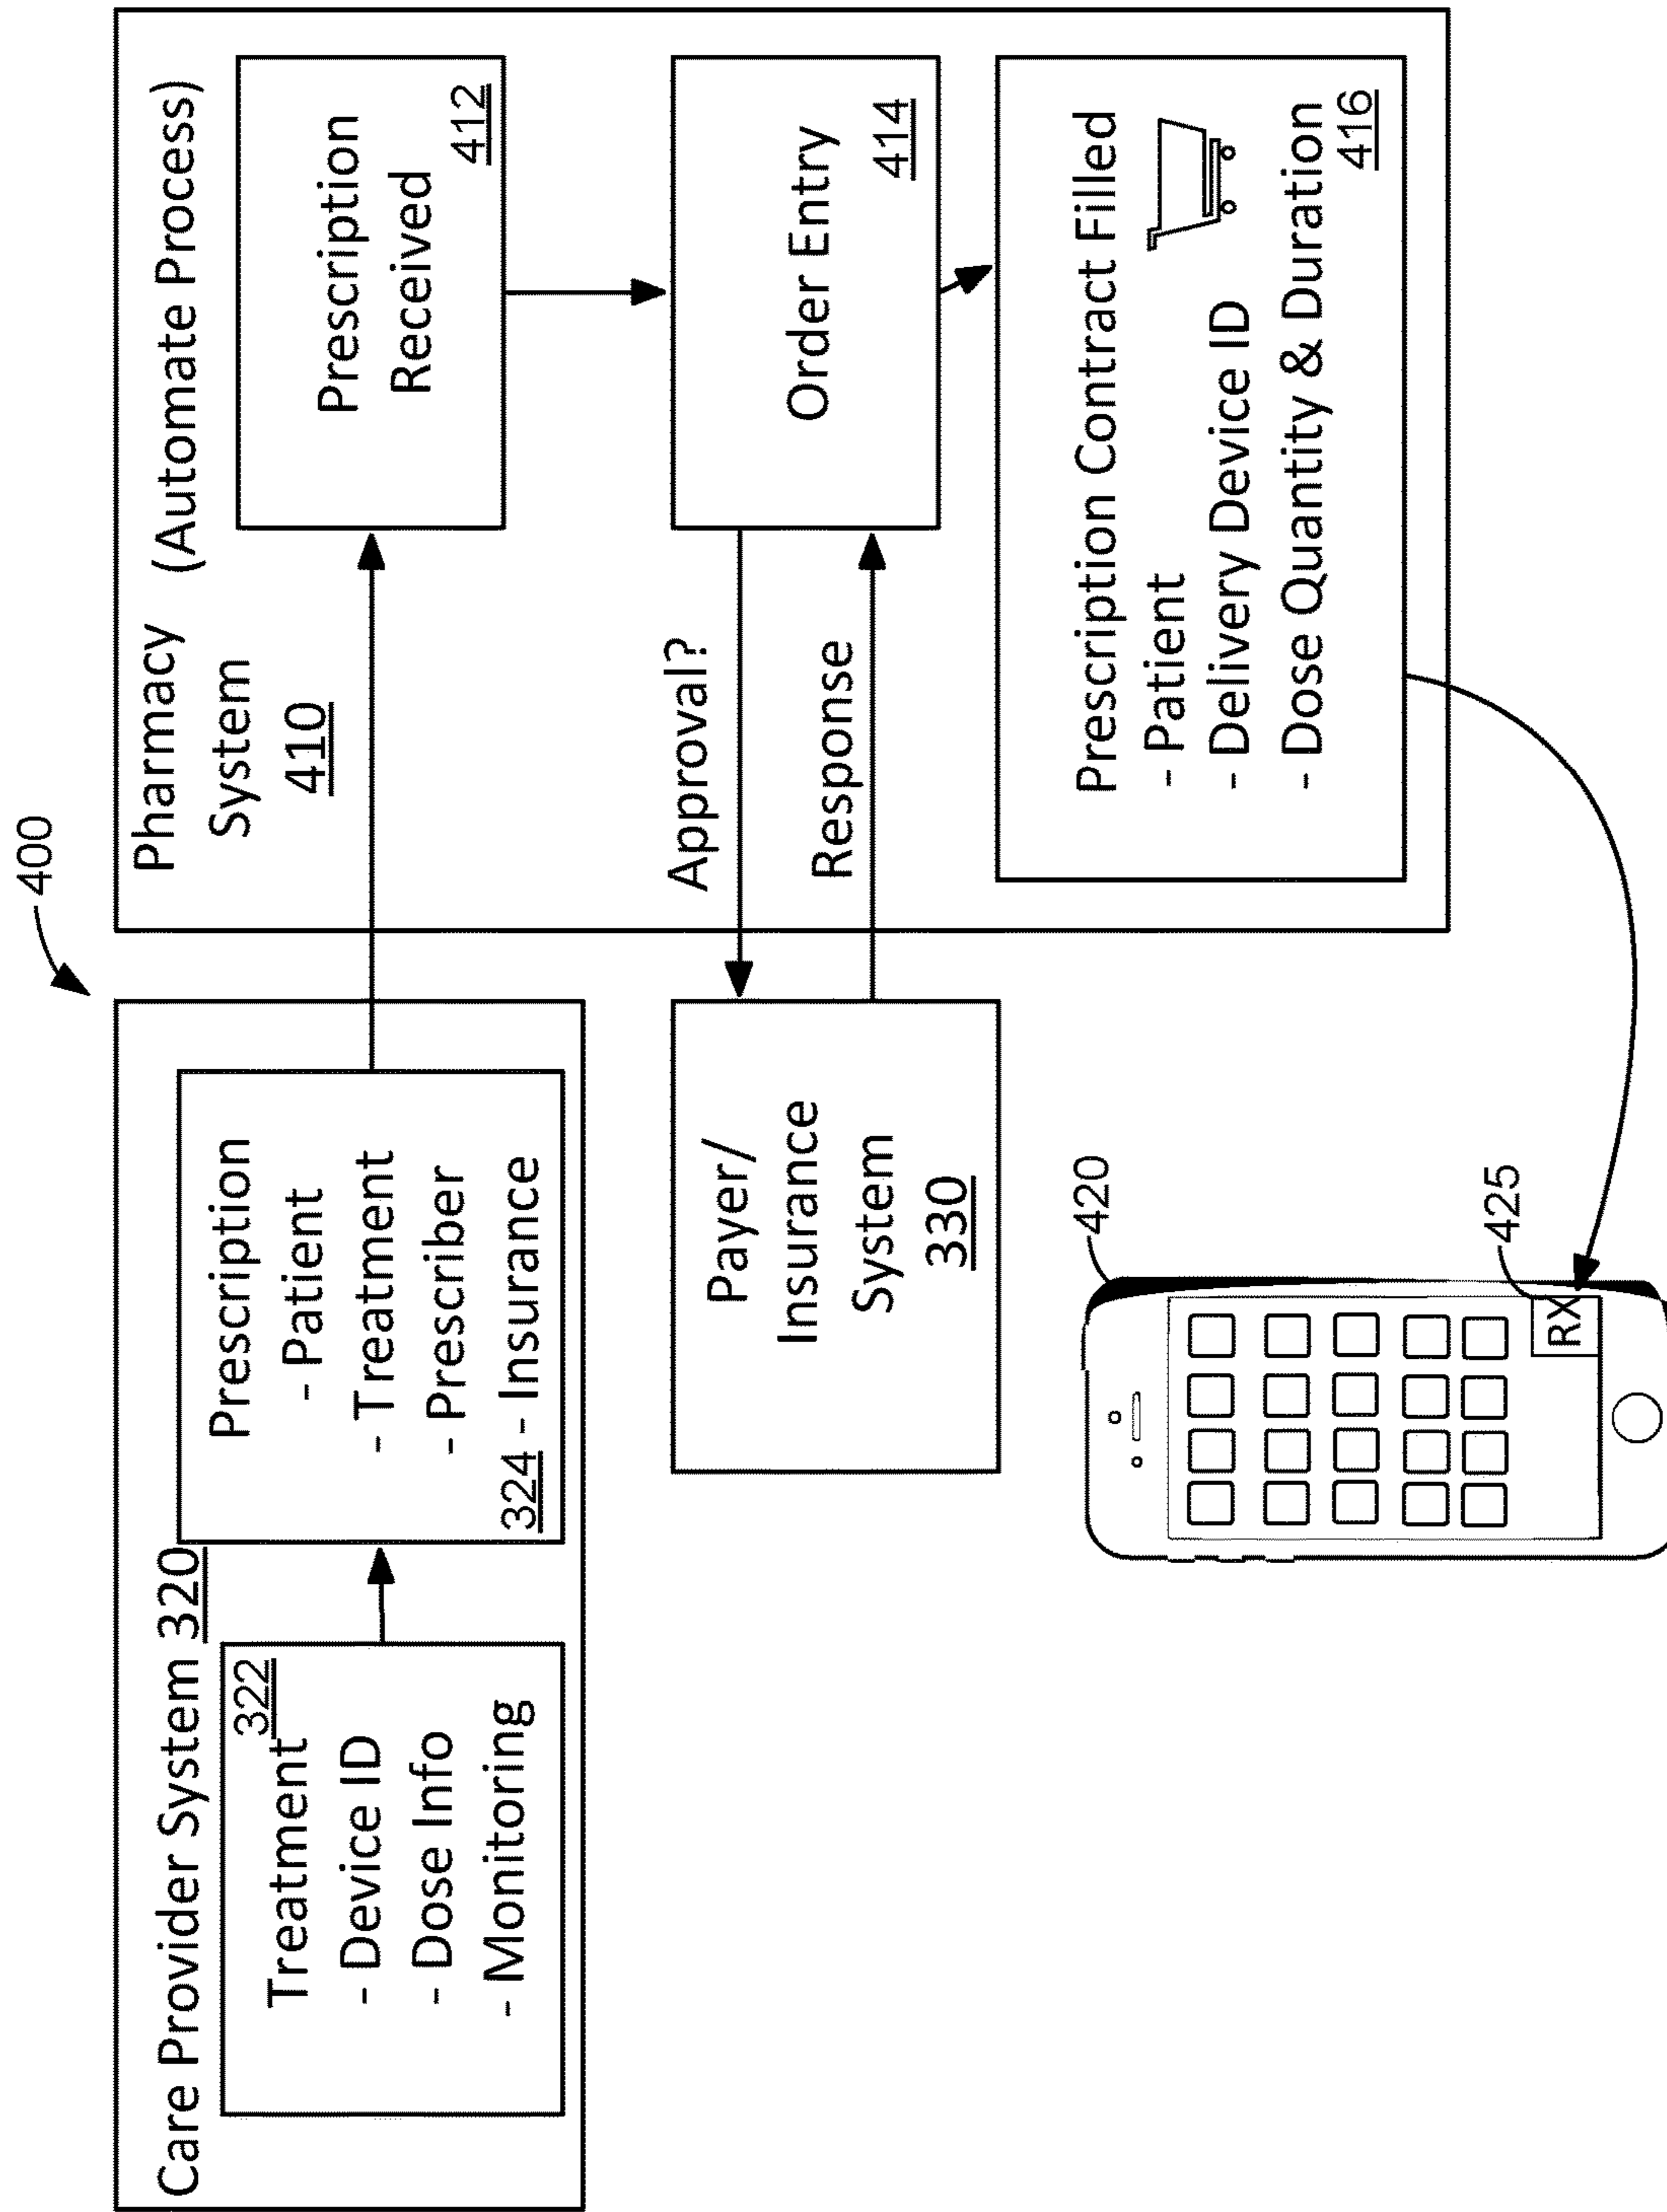 400
Care Provider System 320
322
Treatment
- Device ID
- Dose Info
- Monitoring
Prescription
- Patient
- Treatment
- Prescriber
324 - Insurance
Pharmacy (Automate Process)
System
410
Prescription
Received
412
Approval?
Response
Order Entry
414
Payer/
Insurance
System
330
Prescription Contract Filled
- Patient
- Delivery Device ID
- Dose Quantity & Duration
416
420
425
RX